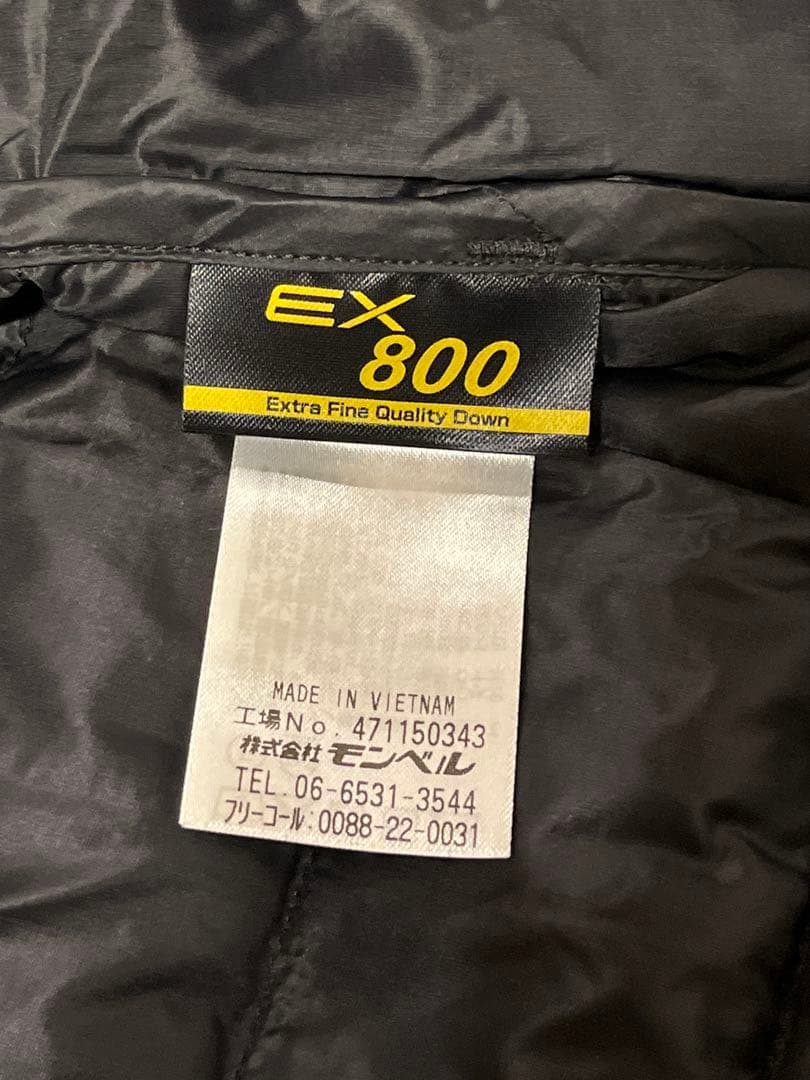 EX
800
Extra Fine Quality Down
MADE IN VIETNAM
工場No. 471150343
株式会社モンベル
TEL. 06-6531-3544
フリーコール:0088-22-0031